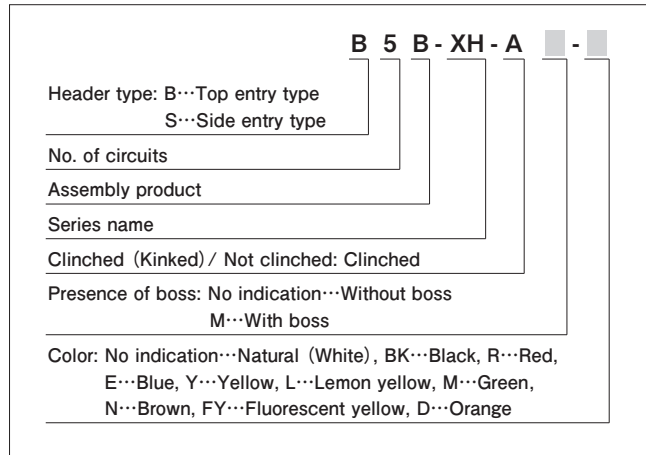 B 5 B - XH - A  -
Header type: B…Top entry type
S…Side entry type
No. of circuits
Assembly product
Series name
Clinched (Kinked) / Not clinched: Clinched
Presence of boss: No indication…Without boss
M…With boss
Color: No indication…Natural (White), BK…Black, R…Red,
E…Blue, Y…Yellow, L…Lemon yellow, M…Green,
N…Brown, FY…Fluorescent yellow, D…Orange